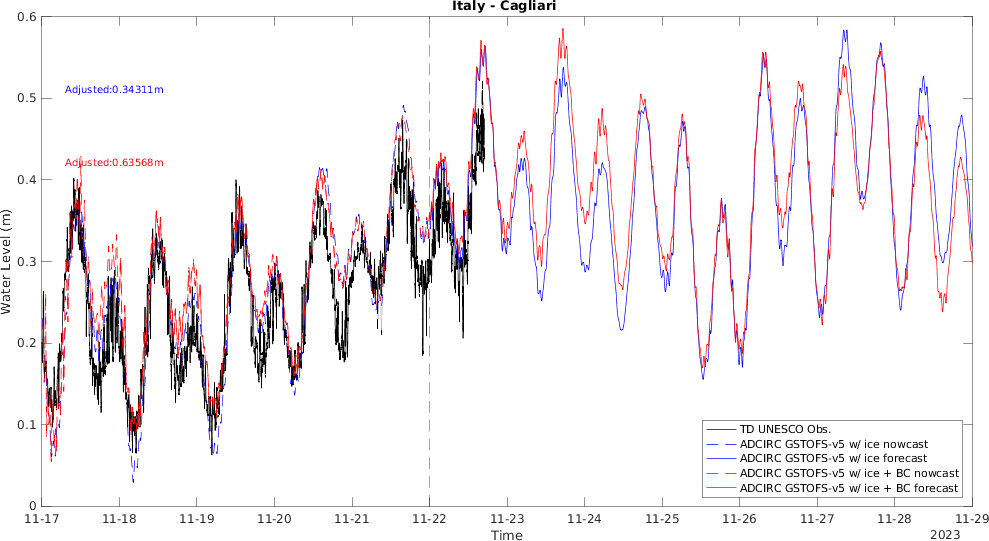 Italy - Cagliari
0.6
0.5
0.4
0.3
0.2
0.1
0
Water Level (m)
Adjusted:0.34311m
Adjusted:0.63568m
TD UNESCO Obs.
ADCIRC GSTOFS-v5 w/ ice nowcast
ADCIRC GSTOFS-v5 w/ ice forecast
ADCIRC GSTOFS-v5 w/ ice + BC nowcast
ADCIRC GSTOFS-v5 w/ ice + BC forecast
11-17 11-18 11-19 11-20 11-21 11-22 11-23 11-24 11-25 11-26 11-27 11-28 11-29
Time
2023